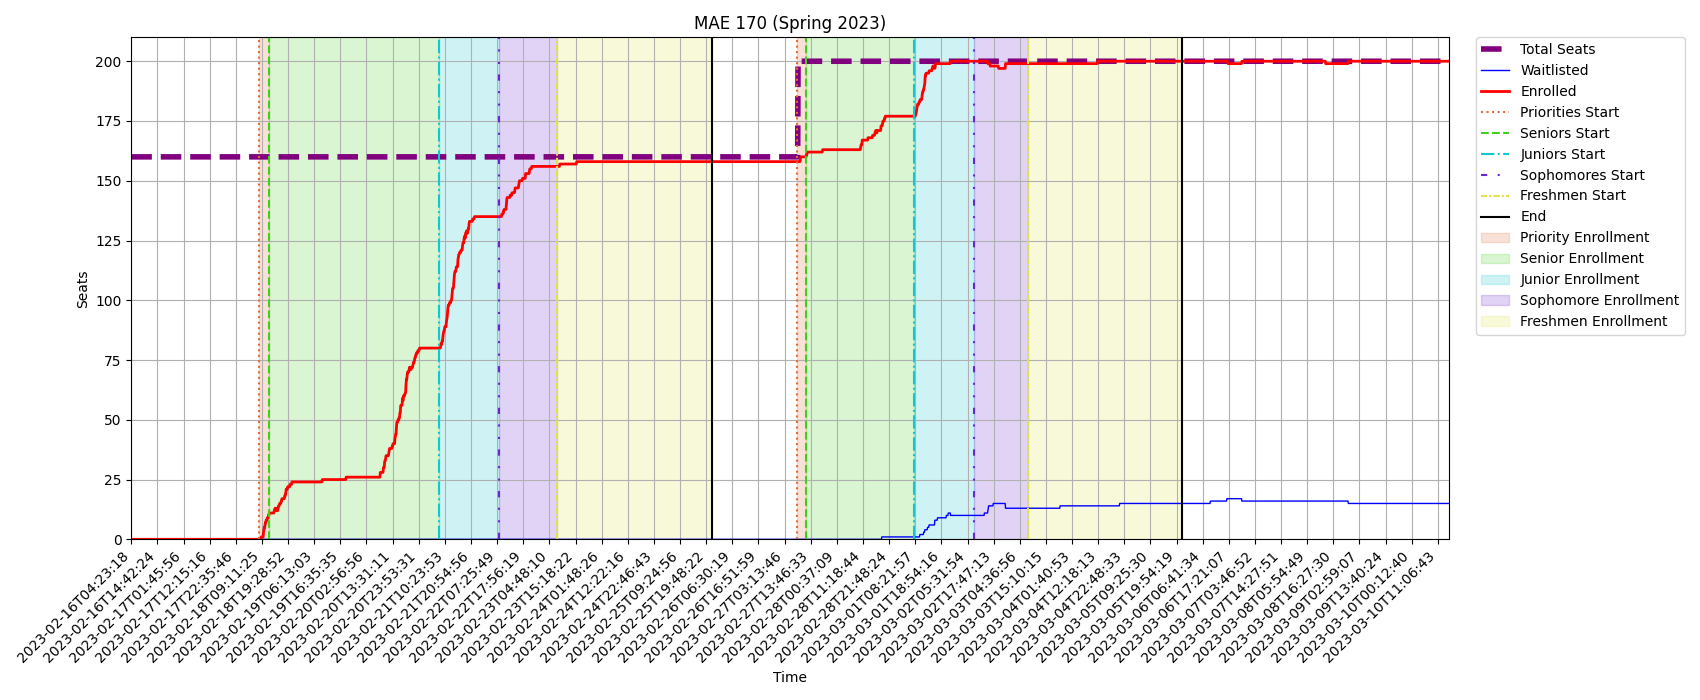 MAE 170 (Spring 2023)
Seats
200
175
150
125
100
75
50
25
0
Total Seats
Waitlisted
Enrolled
Priorities Start
Seniors Start
Juniors Start
Sophomores Start
Freshmen Start
End
Priority Enrollment
Senior Enrollment
Junior Enrollment
Sophomore Enrollment
Freshmen Enrollment
2023-02-16T04:23:18
2023-02-16T14:42:24
2023-02-17T01:45:56
2023-02-17T12:15:16
2023-02-17T22:35:46
2023-02-18T09:11:25
2023-02-18T19:28:52
2023-02-19T06:13:03
2023-02-19T16:35:35
2023-02-20T02:56:56
2023-02-20T13:31:11
2023-02-20T23:53:31
2023-02-21T10:23:53
2023-02-21T20:54:56
2023-02-22T07:25:49
2023-02-22T17:56:19
2023-02-23T04:48:10
2023-02-23T15:18:22
2023-02-24T01:48:26
2023-02-24T12:22:16
2023-02-24T22:46:43
2023-02-25T09:24:56
2023-02-25T19:48:22
2023-02-26T06:30:19
2023-02-26T16:51:59
2023-02-27T03:13:46
2023-02-27T13:46:33
2023-02-28T00:37:09
2023-02-28T11:18:44
2023-02-28T21:48:24
2023-03-01T08:21:57
2023-03-01T18:54:16
2023-03-02T05:31:54
2023-03-02T17:47:13
2023-03-03T04:36:56
2023-03-03T15:10:15
2023-03-04T01:40:53
2023-03-04T12:18:13
2023-03-04T22:48:33
2023-03-05T09:25:30
2023-03-05T19:54:19
2023-03-06T06:41:34
2023-03-06T17:21:07
2023-03-07T03:46:52
2023-03-07T14:27:51
2023-03-08T05:54:49
2023-03-08T16:27:30
2023-03-09T02:59:07
2023-03-09T13:40:24
2023-03-10T00:12:40
2023-03-10T11:06:43
Time